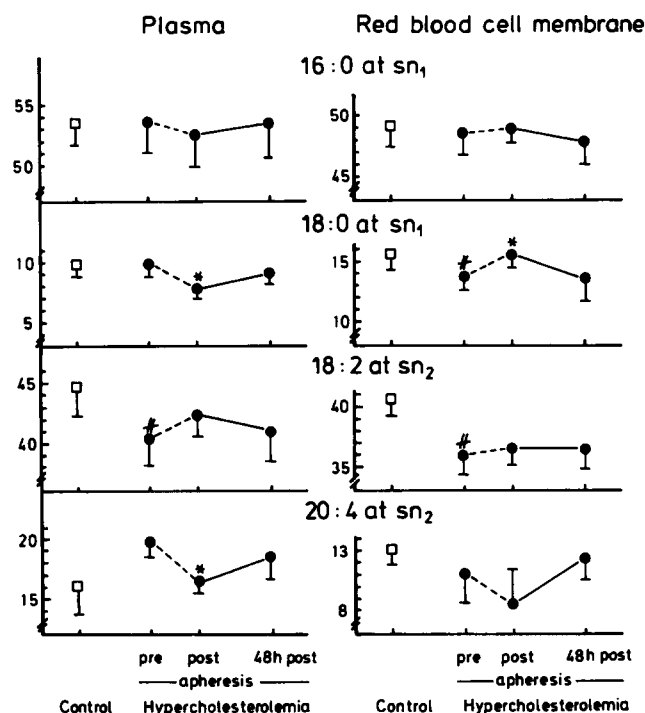 Plasma Red blood cell membrane
16:0 at sn₁
55
50
50
45
18:0 at sn₁
10
5
*
15
10
# *
18:2 at sn₂
45
40
#
40
35
#
20:4 at sn₂
20
15
*
13
8
pre post 48h post pre post 48h post
apheresis apheresis
Control Hypercholesterolemia Control Hypercholesterolemia